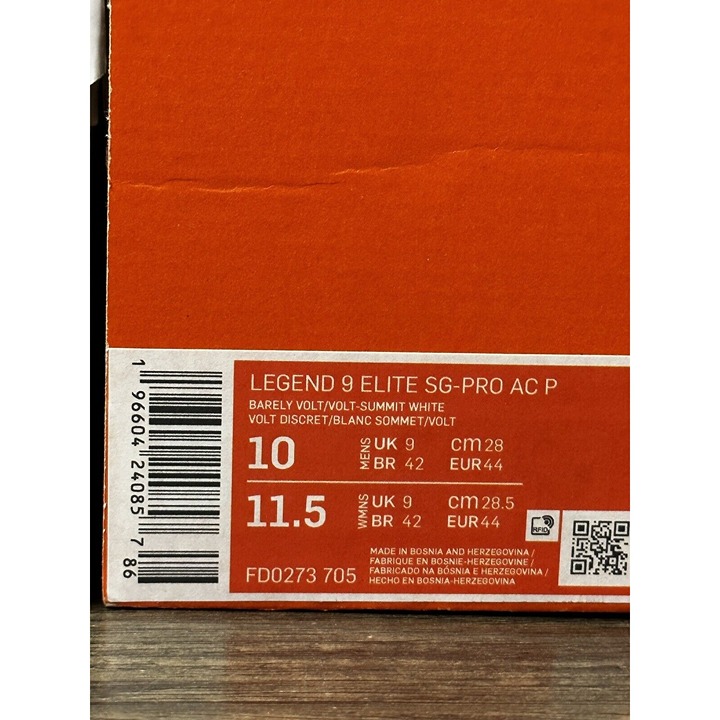 LEGEND 9 ELITE SG-PRO AC P
BARELY VOLT/VOLT-SUMMIT WHITE
VOLT DISCRET/BLANC SOMMET/VOLT
10 MENS UK 9 cm 28
BR 42 EUR 44
11.5 WMNS UK 9 cm 28.5
BR 42 EUR 44
RFID
FD0273 705
MADE IN BOSNIA AND HERZEGOVINA /
FABRIQUE EN BOSNIE-HERZEGOVINE /
FABRICADO NA BÓSNIA E HERZEGOVINA /
HECHO EN BOSNIA-HERZEGOVINA
1 96604 24085 7 86